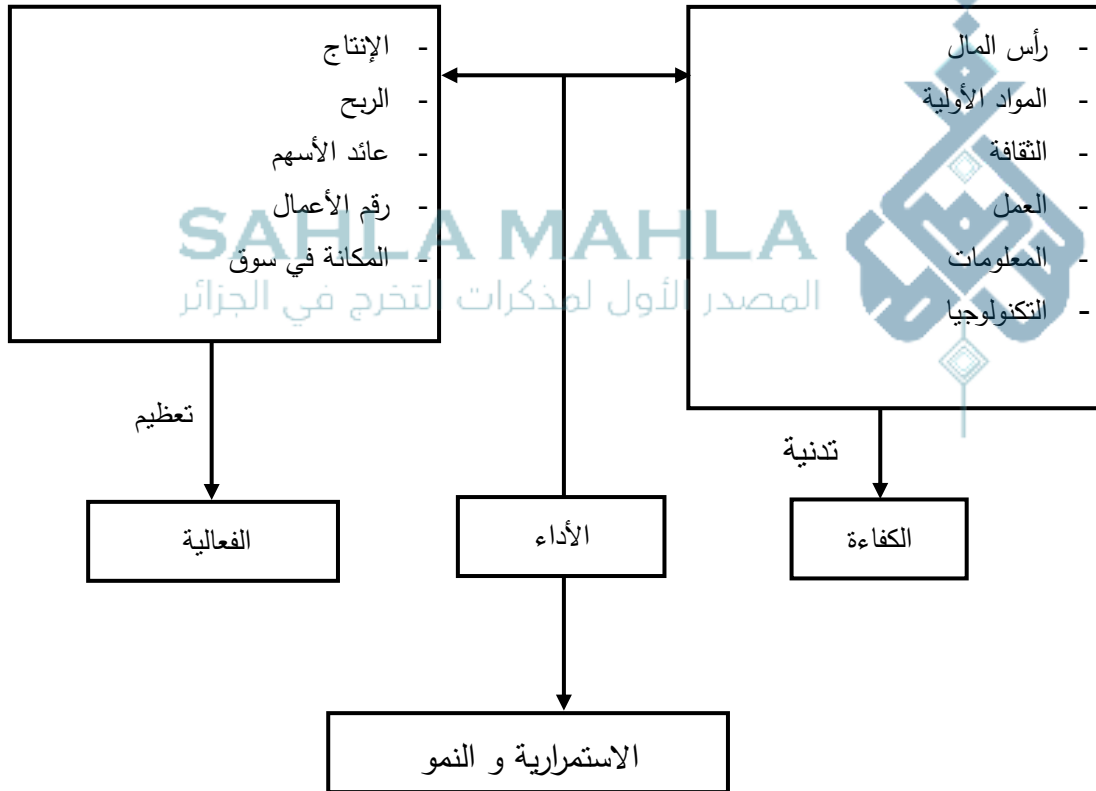 - رأس المال
- المواد الأولية
- الثقافة
- العمل
- المعلومات
- التكنولوجيا
- الإنتاج
- الربح
- عائد الأسهم
- رقم الأعمال
- المكانة في سوق
SAHLA MAHLA
المصدر الأول لمذكرات التخرج في الجزائر
تدنية
تعظيم
الكفاءة
الأداء
الفعالية
الاستمرارية و النمو